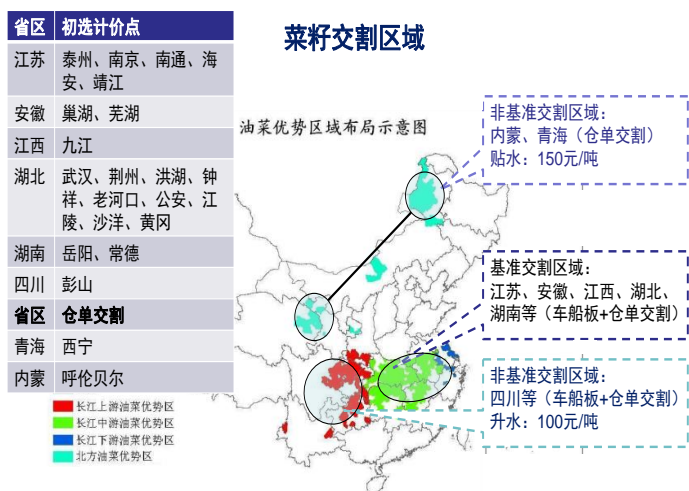 菜籽交割区域
省区 初选计价点
江苏 泰州、南京、南通、海
安、靖江
安徽 巢湖、芜湖
江西 九江
湖北 武汉、荆州、洪湖、钟
祥、老河口、公安、江
陵、沙洋、黄冈
湖南 岳阳、常德
四川 彭山
省区 仓单交割
青海 西宁
内蒙 呼伦贝尔
油菜优势区域布局示意图
非基准交割区域：
内蒙、青海（仓单交割）
贴水：150元/吨
基准交割区域：
江苏、安徽、江西、湖北、
湖南等（车船板+仓单交割）
非基准交割区域：
四川等（车船板+仓单交割）
升水：100元/吨
长江上游油菜优势区
长江中游油菜优势区
长江下游油菜优势区
北方油菜优势区